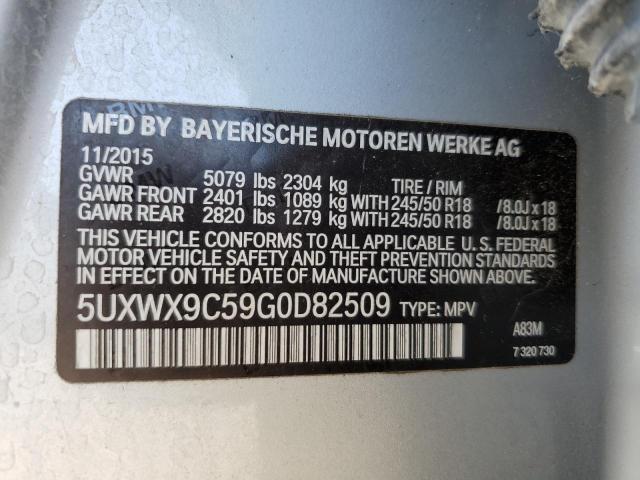 MFD BY BAYERISCHE MOTOREN WERKE AG
11/2015
GVWR 5079 lbs 2304 kg TIRE / RIM
GAWR FRONT 2401 lbs 1089 kg WITH 245/50 R18 /8.0J x 18
GAWR REAR 2820 lbs 1279 kg WITH 245/50 R18 /8.0J x 18
THIS VEHICLE CONFORMS TO ALL APPLICABLE U.S. FEDERAL
MOTOR VEHICLE SAFETY AND THEFT PREVENTION STANDARDS
IN EFFECT ON THE DATE OF MANUFACTURE SHOWN ABOVE.
5UXWX9C59G0D82509 TYPE: MPV
A83M
7 320 730